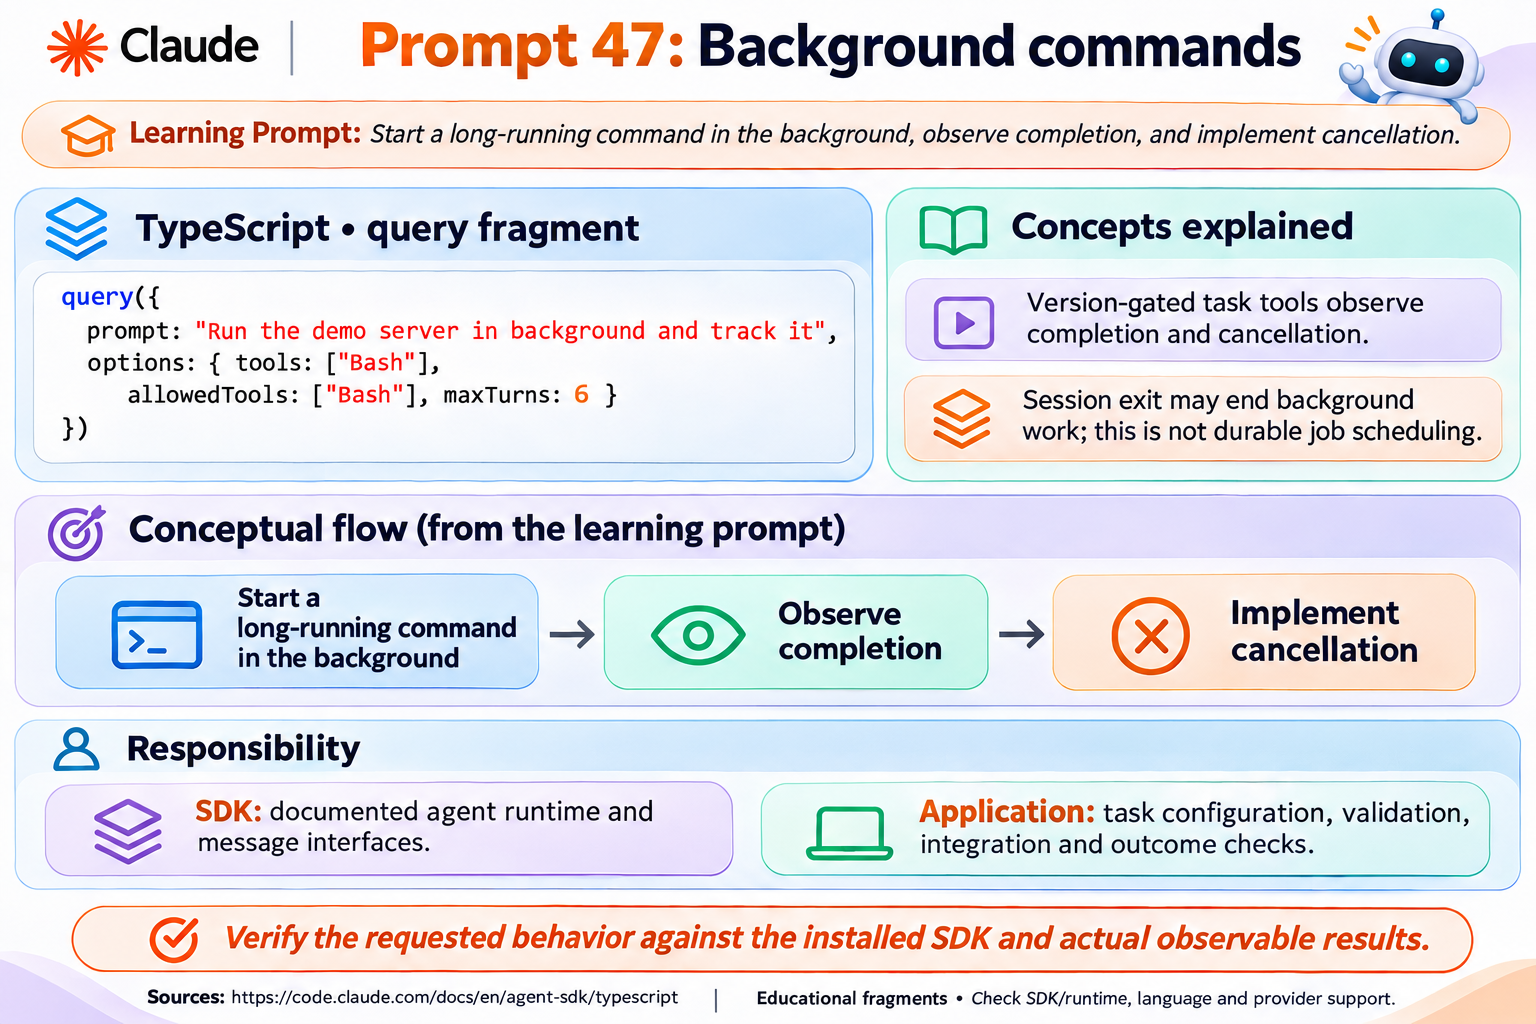 Claude
Prompt 47: Background commands
Learning Prompt: Start a long-running command in the background, observe completion, and implement cancellation.
TypeScript • query fragment
query({
prompt: "Run the demo server in background and track it",
options: { tools: ["Bash"],
allowedTools: ["Bash"], maxTurns: 6 }
})
Concepts explained
Version-gated task tools observe
completion and cancellation.
Session exit may end background
work; this is not durable job scheduling.
Conceptual flow (from the learning prompt)
Start a
long-running command
in the background
Observe
completion
Implement
cancellation
Responsibility
SDK: documented agent runtime and
message interfaces.
Application: task configuration, validation,
integration and outcome checks.
Verify the requested behavior against the installed SDK and actual observable results.
Sources: https://code.claude.com/docs/en/agent-sdk/typescript
Educational fragments • Check SDK/runtime, language and provider support.